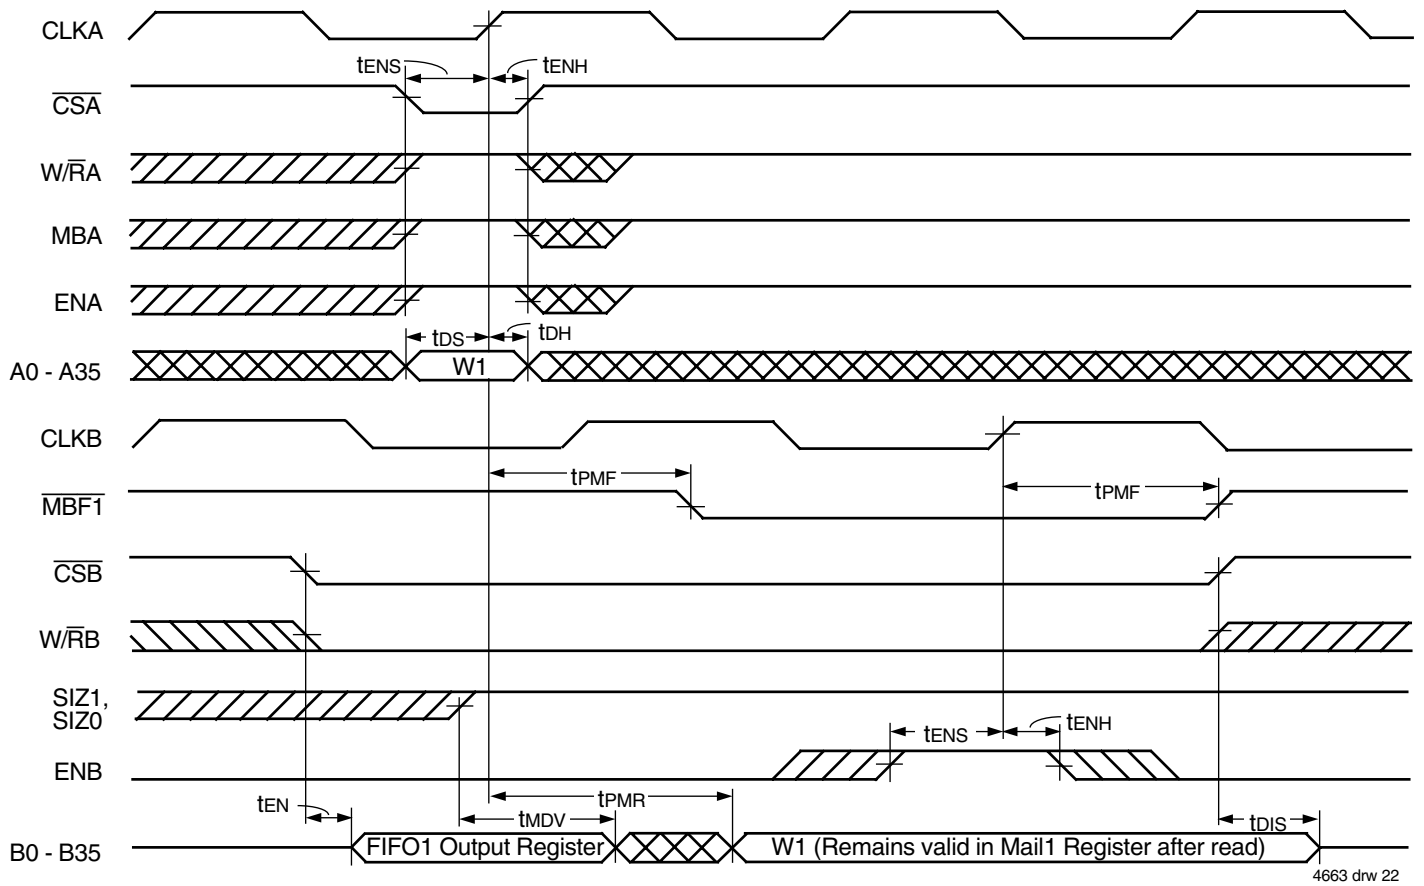 CLKA
tENS
tENH
CSA
W/RA
MBA
ENA
tDS
tDH
A0 - A35
W1
CLKB
tPMF
tPMF
MBF1
CSB
W/RB
SIZ1,
SIZ0
tENS
tENH
ENB
tEN
tPMR
tMDV
tDIS
B0 - B35
FIFO1 Output Register
W1 (Remains valid in Mail1 Register after read)
4663 drw 22